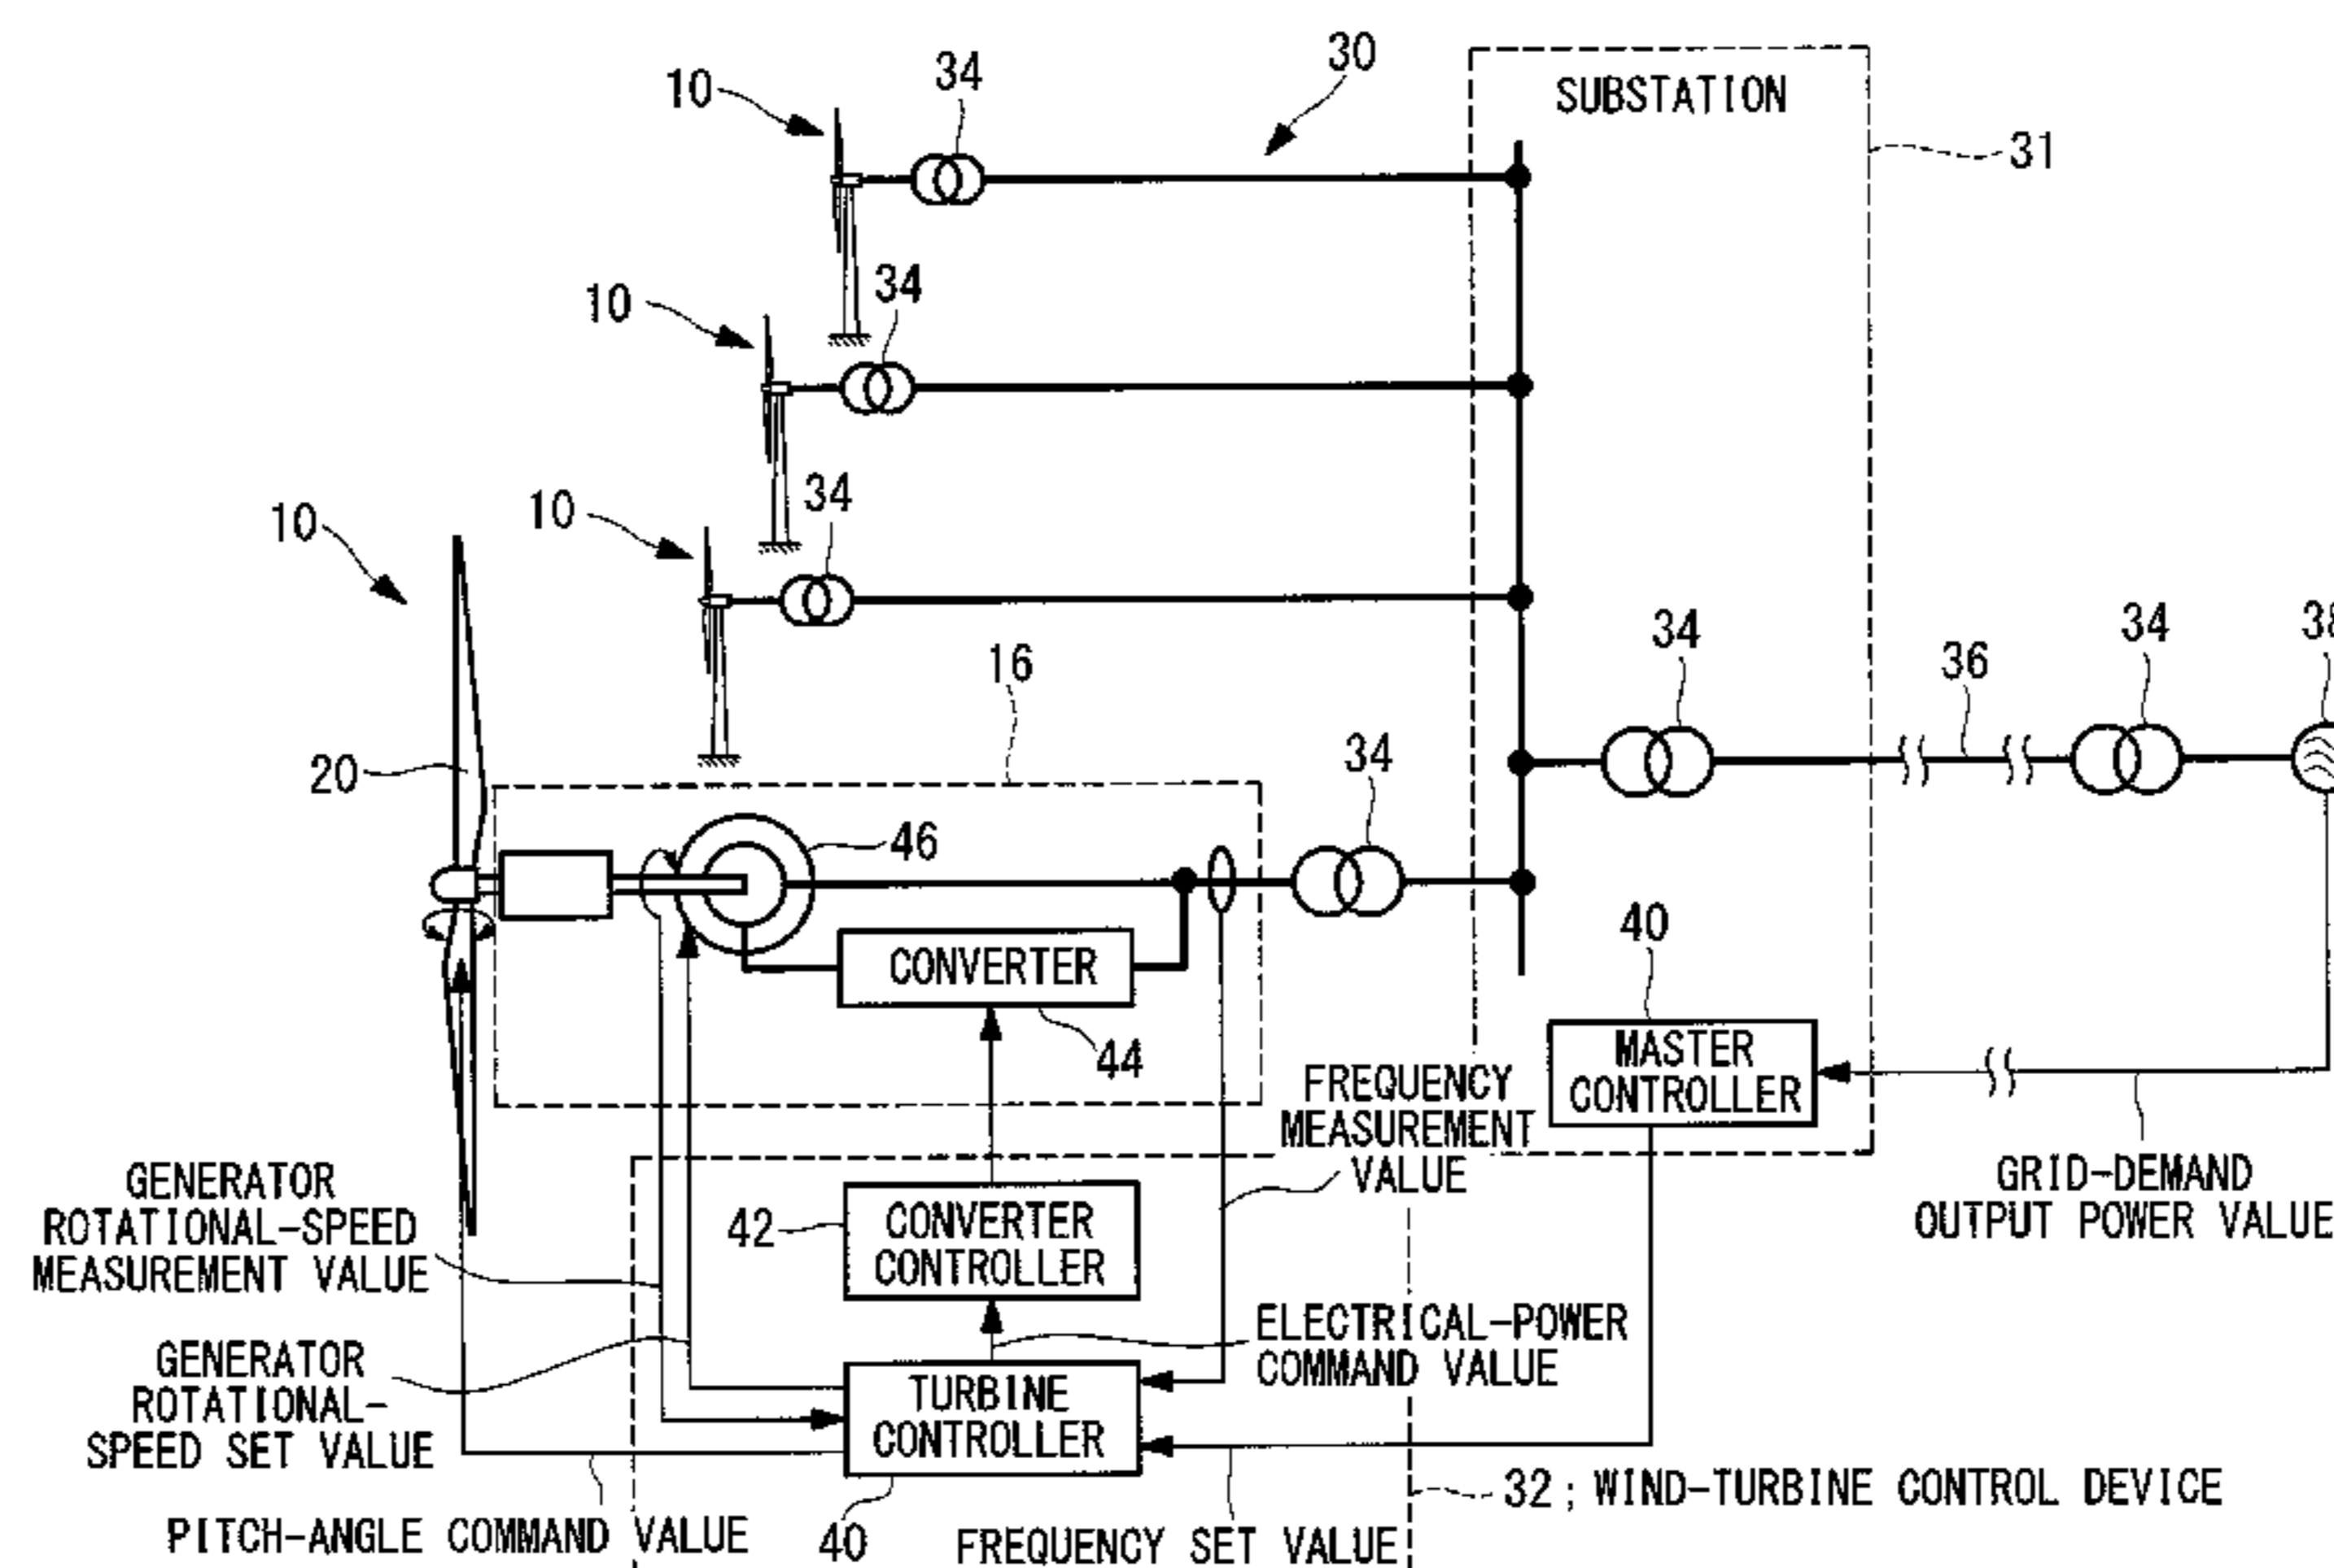 30
34
10
SUBSTATION
31
34
10
34
10
10
38
34
34
36
16
34
20
46
40
CONVERTER
MASTER
CONTROLLER
44
FREQUENCY
MEASUREMENT
VALUE
GENERATOR
ROTATIONAL-SPEED
MEASUREMENT VALUE
GRID-DEMAND
OUTPUT POWER VALUE
42
CONVERTER
CONTROLLER
ELECTRICAL-POWER
COMMAND VALUE
GENERATOR
ROTATIONAL-
SPEED SET VALUE
TURBINE
CONTROLLER
32 ; WIND-TURBINE CONTROL DEVICE
PITCH-ANGLE COMMAND VALUE
40
FREQUENCY SET VALUE